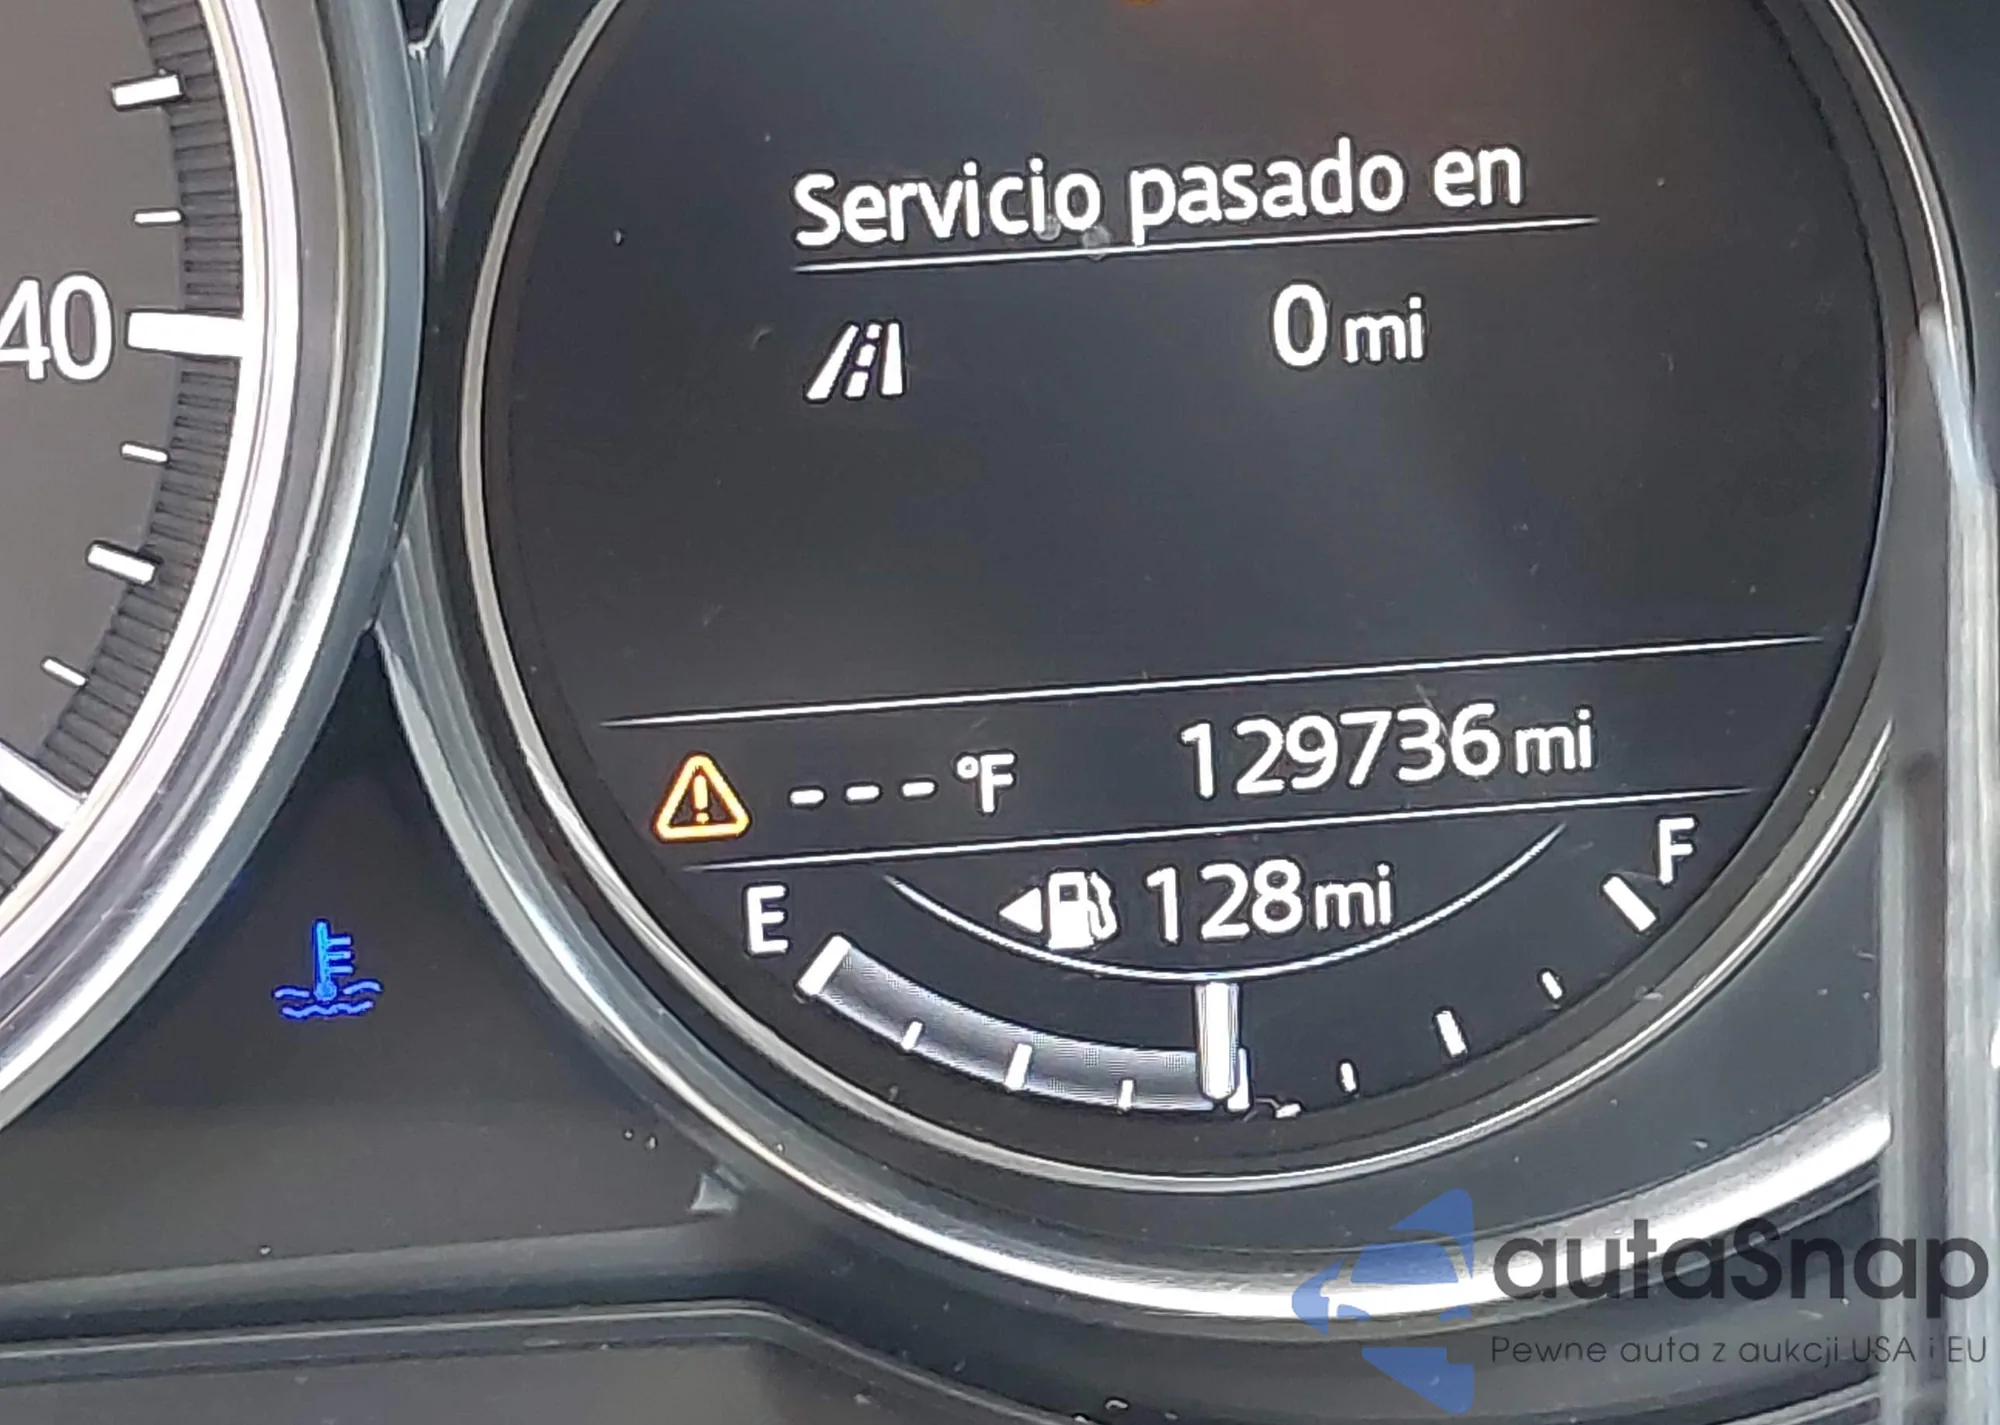 Servicio pasado en
0 mi
40
--- °F 129736 mi
E 128 mi F
autaSnap
Pewne auta z aukcji USA i EU